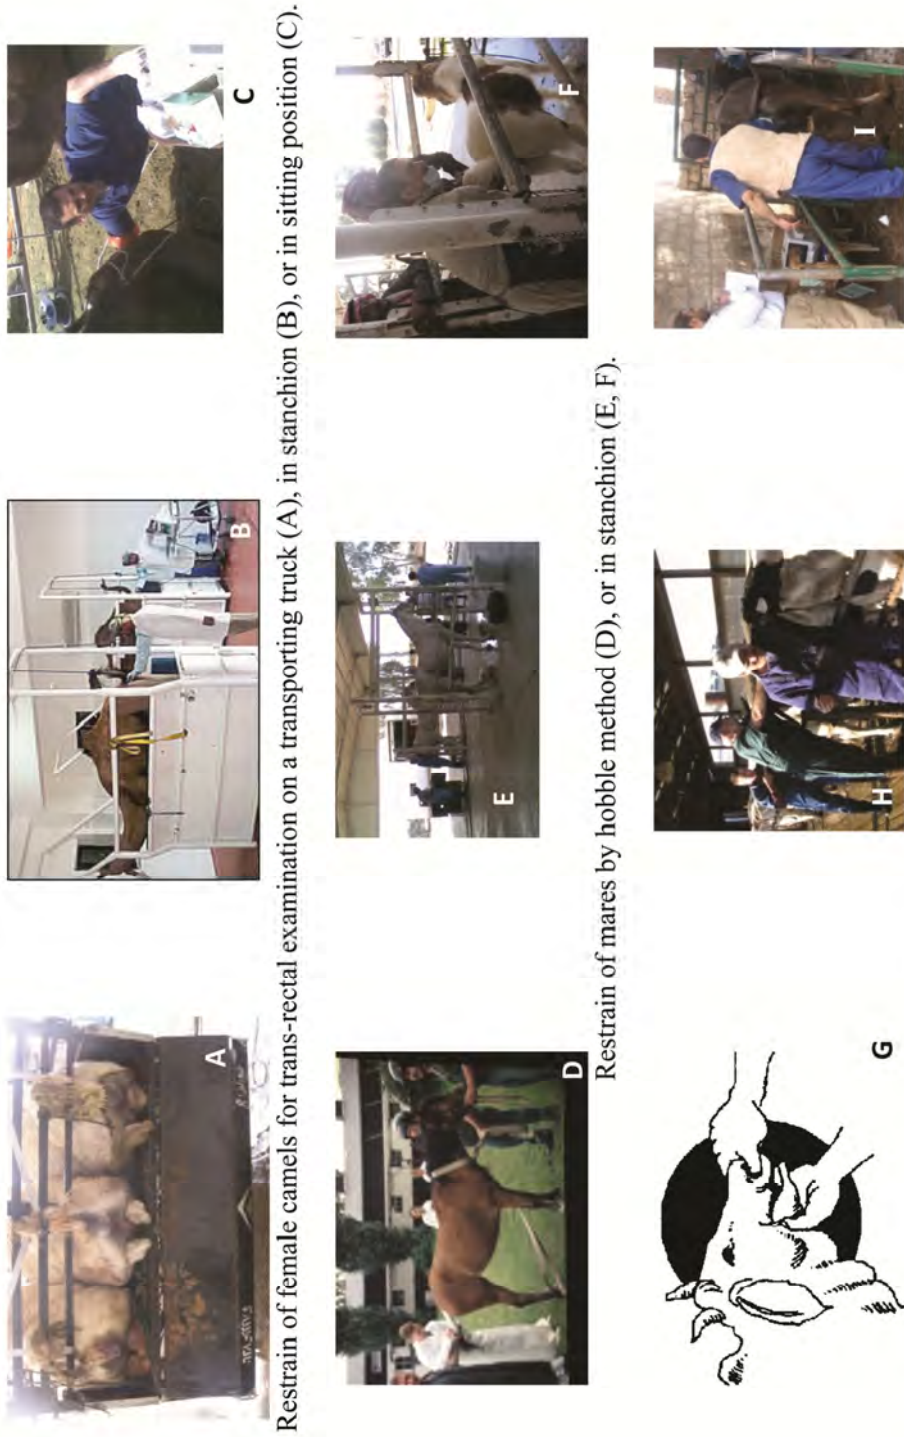 A
B
C
Restrain of female camels for trans-rectal examination on a transporting truck (A), in stanchion (B), or in sitting position (C).
D
E
F
Restrain of mares by hobble method (D), or in stanchion (E, F).
G
H
I